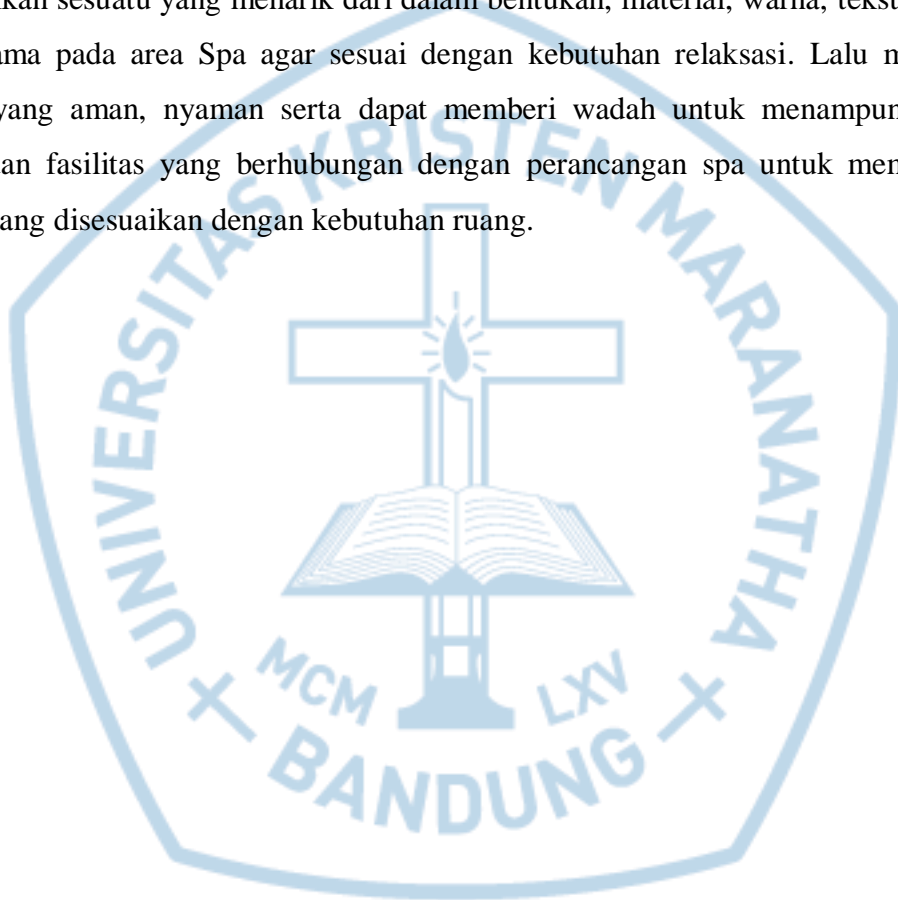 sesuatu yang menarik dari dalam bentukan, material, warna,
pada area Spa agar sesuai dengan kebutuhan relaksasi. Lalu
yang aman, nyaman serta dapat memberi wadah untuk
fasilitas yang berhubungan dengan perancangan spa untuk
disesuaikan dengan kebutuhan ruang.
UNIVERSITAS KRISTEN MARANATHA
MCM LXV
BANDUNG